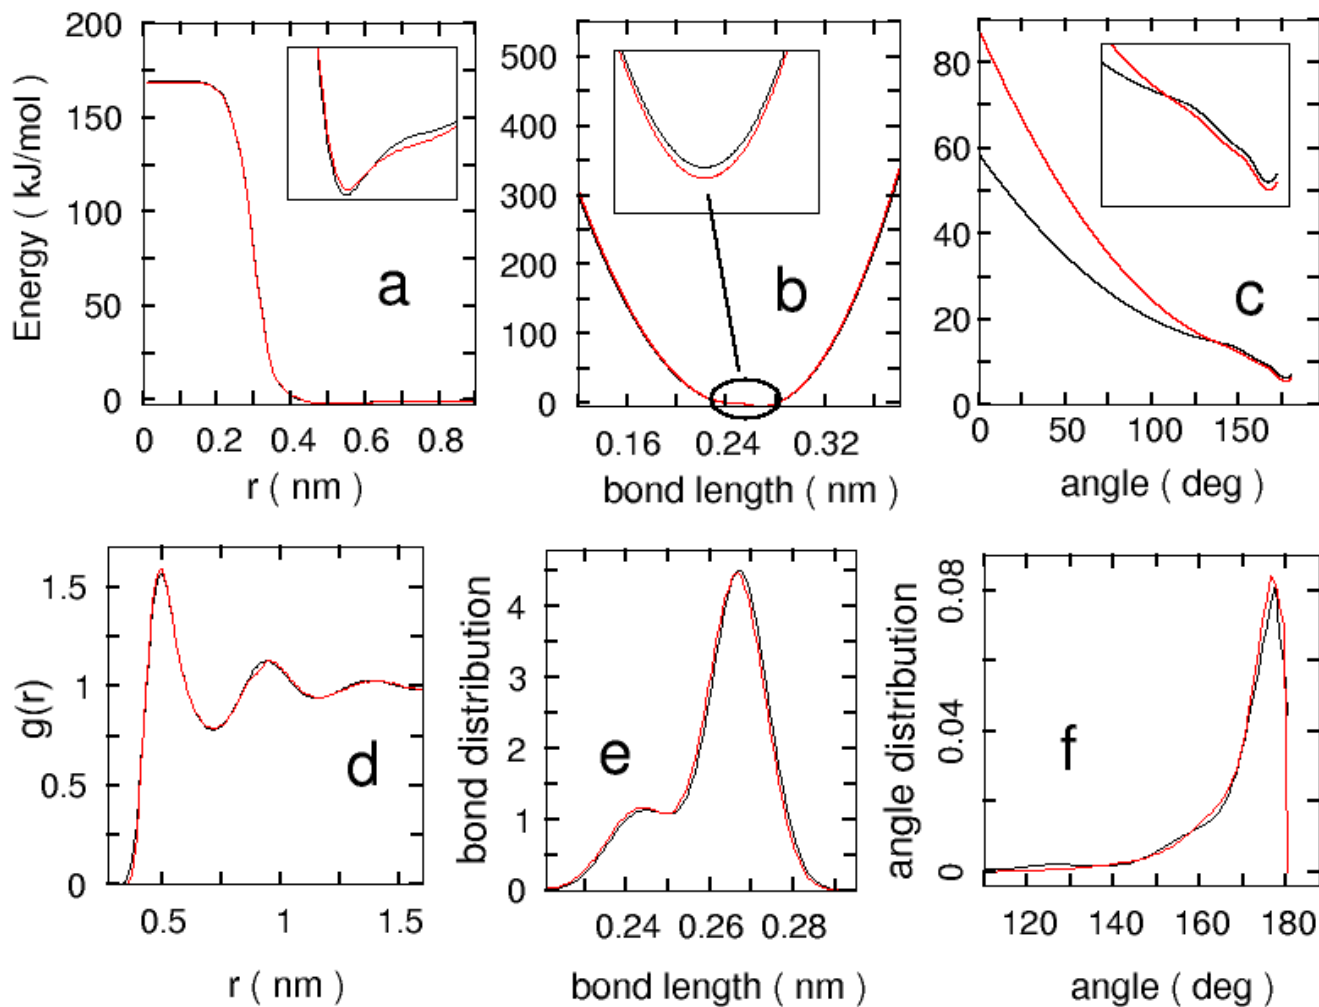 Energy ( kJ/mol )
200
150
100
50
0
a
0 0.2 0.4 0.6 0.8
r ( nm )
500
400
300
200
100
0
b
0.16 0.24 0.32
bond length ( nm )
80
60
40
20
0
c
0 50 100 150
angle ( deg )
g(r)
1.5
1
0.5
0
d
0.5 1 1.5
r ( nm )
bond distribution
4
3
2
1
0
e
0.24 0.26 0.28
bond length ( nm )
angle distribution
0.08
0.04
0
f
120 140 160 180
angle ( deg )